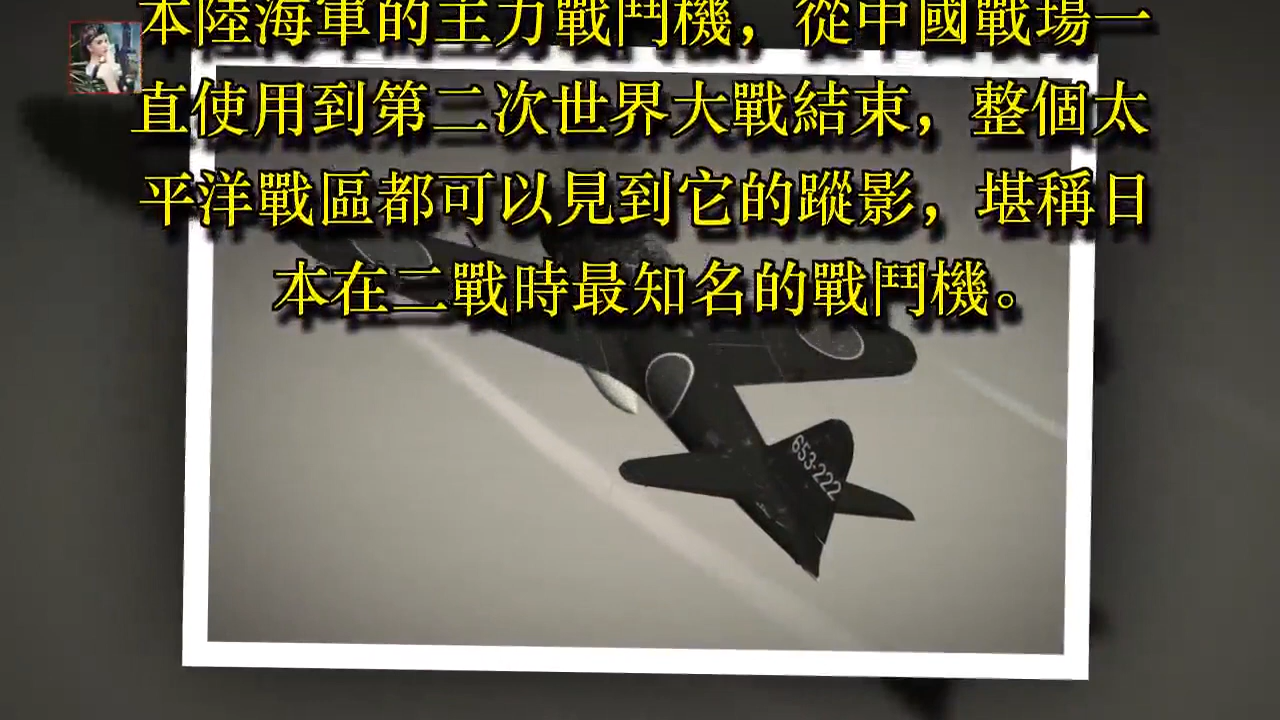 本陸海軍的主力戰鬥機，從中國戰場一
直使用到第二次世界大戰結束，整個太
平洋戰區都可以見到它的蹤影，堪稱日
本在二戰時最知名的戰鬥機。
653-222